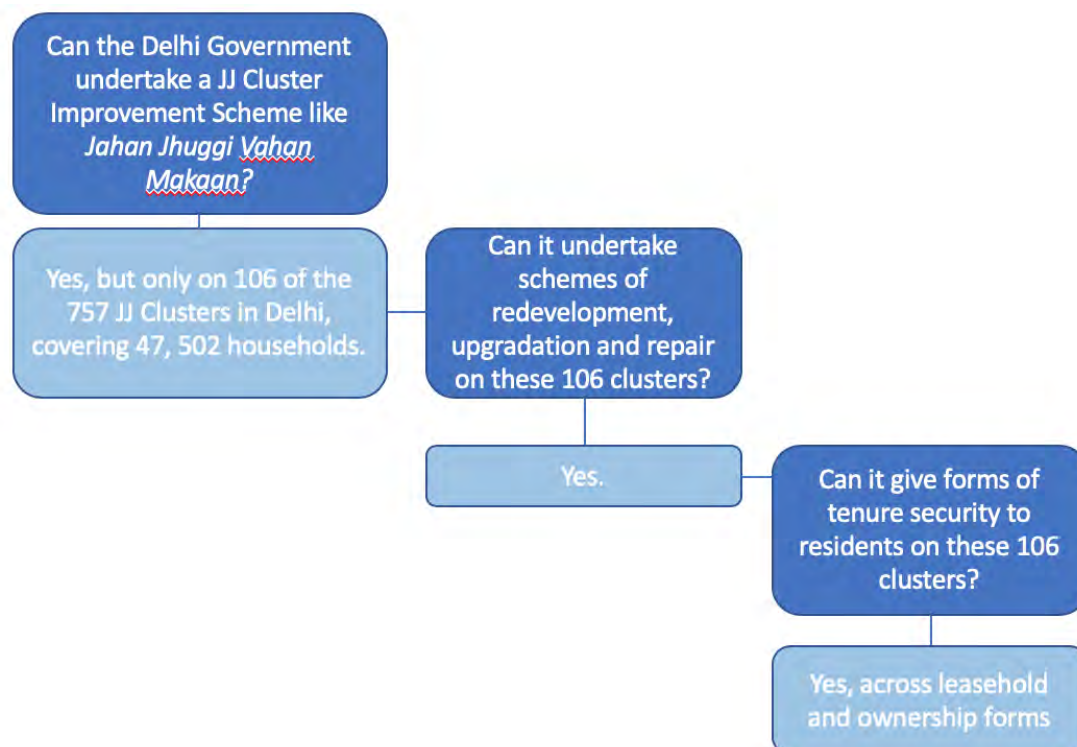 Can the Delhi Government
undertake a JJ Cluster
Improvement Scheme like
Jahan Jhuggi Vahan
Makaan?
Yes, but only on 106 of the
757 JJ Clusters in Delhi,
covering 47, 502 households.
Can it undertake
schemes of
redevelopment,
upgradation and repair
on these 106 clusters?
Yes.
Can it give forms of
tenure security to
residents on these 106
clusters?
Yes, across leasehold
and ownership forms